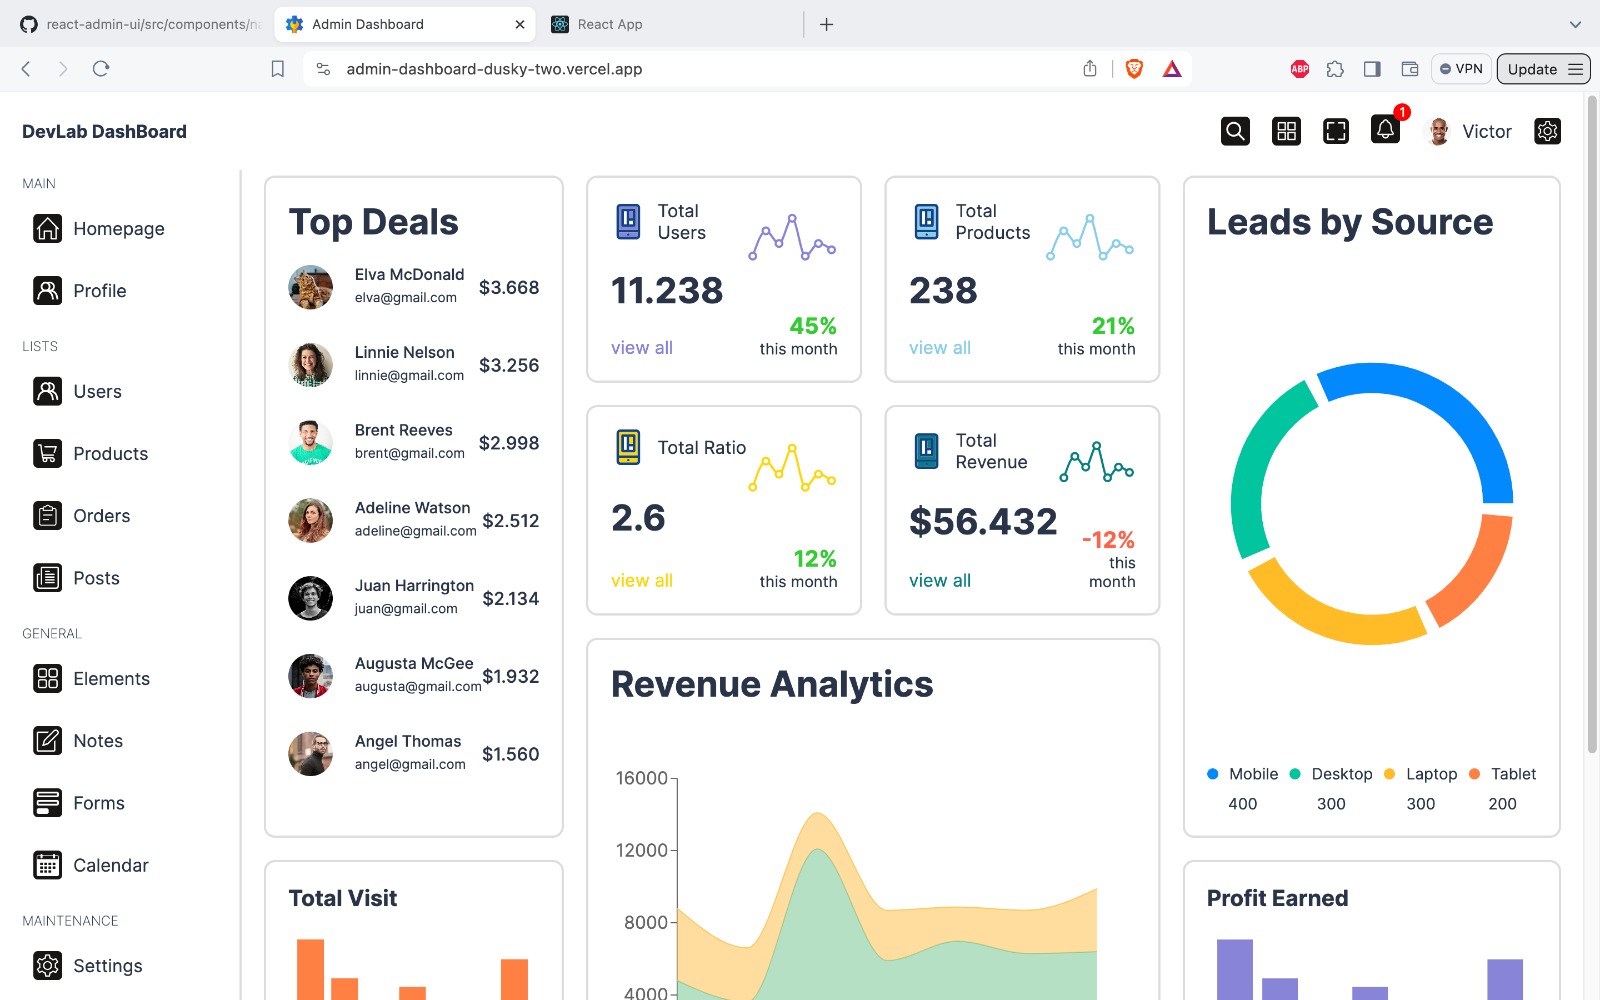 react-admin-ui/src/components/n
Admin Dashboard
React App
admin-dashboard-dusky-two.vercel.app
ABP
VPN
Update
DevLab DashBoard
1
Victor
MAIN
Homepage
Profile
LISTS
Users
Products
Orders
Posts
GENERAL
Elements
Notes
Forms
Calendar
MAINTENANCE
Settings
Top Deals
Elva McDonald
elva@gmail.com
$3.668
Linnie Nelson
linnie@gmail.com
$3.256
Brent Reeves
brent@gmail.com
$2.998
Adeline Watson
adeline@gmail.com
$2.512
Juan Harrington
juan@gmail.com
$2.134
Augusta McGee
augusta@gmail.com
$1.932
Angel Thomas
angel@gmail.com
$1.560
Total Visit
Total
Users
11.238
45%
view all
this month
Total
Products
238
21%
view all
this month
Total Ratio
2.6
12%
view all
this month
Total
Revenue
$56.432
-12%
view all
this
month
Revenue Analytics
16000
12000
8000
4000
Leads by Source
Mobile
400
Desktop
300
Laptop
300
Tablet
200
Profit Earned